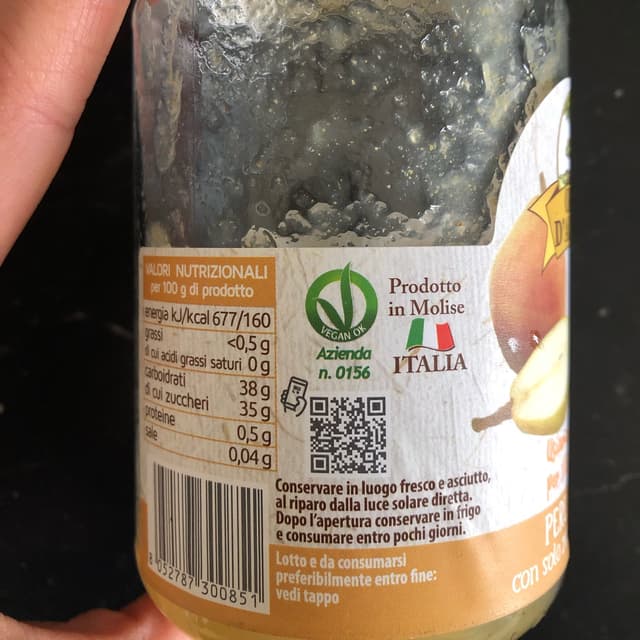 VALORI NUTRIZIONALI
per 100 g di prodotto
energia kJ/kcal 677/160
grassi <0,5 g
di cui acidi grassi saturi 0 g
carboidrati 38 g
di cui zuccheri 35 g
proteine 0,5 g
sale 0,04 g
VEGAN OK
Azienda
n. 0156
Prodotto
in Molise
ITALIA
Conservare in luogo fresco e asciutto,
al riparo dalla luce solare diretta.
Dopo l'apertura conservare in frigo
e consumare entro pochi giorni.
Lotto e da consumarsi
preferibilmente entro fine:
vedi tappo
8 032787 300851
con solo